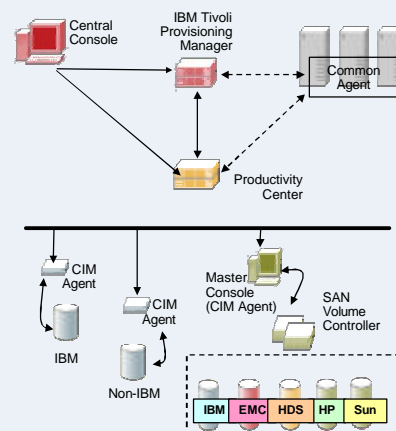 Central
Console
IBM Tivoli
Provisioning
Manager
Common
Agent
Productivity
Center
CIM
Agent
IBM
CIM
Agent
Non-IBM
Master
Console
(CIM Agent)
SAN
Volume
Controller
IBM EMC HDS HP Sun